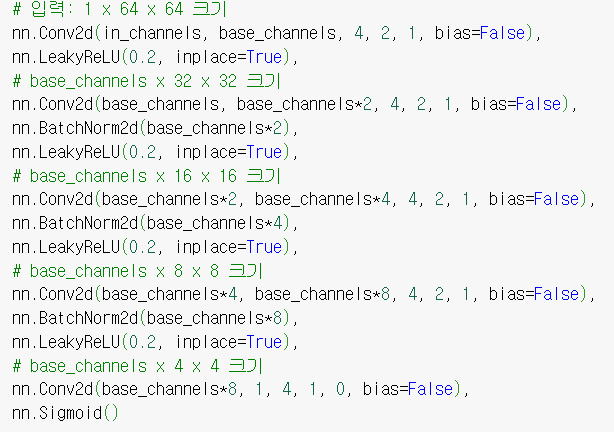 # 입력: 1 x 64 x 64 크기
nn.Conv2d(in_channels, base_channels, 4, 2, 1, bias=False),
nn.LeakyReLU(0.2, inplace=True),
# base_channels x 32 x 32 크기
nn.Conv2d(base_channels, base_channels*2, 4, 2, 1, bias=False),
nn.BatchNorm2d(base_channels*2),
nn.LeakyReLU(0.2, inplace=True),
# base_channels x 16 x 16 크기
nn.Conv2d(base_channels*2, base_channels*4, 4, 2, 1, bias=False),
nn.BatchNorm2d(base_channels*4),
nn.LeakyReLU(0.2, inplace=True),
# base_channels x 8 x 8 크기
nn.Conv2d(base_channels*4, base_channels*8, 4, 2, 1, bias=False),
nn.BatchNorm2d(base_channels*8),
nn.LeakyReLU(0.2, inplace=True),
# base_channels x 4 x 4 크기
nn.Conv2d(base_channels*8, 1, 4, 1, 0, bias=False),
nn.Sigmoid()